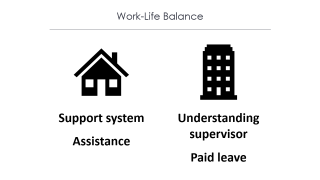 Work-Life Balance
Support system
Assistance
Understanding
supervisor
Paid leave